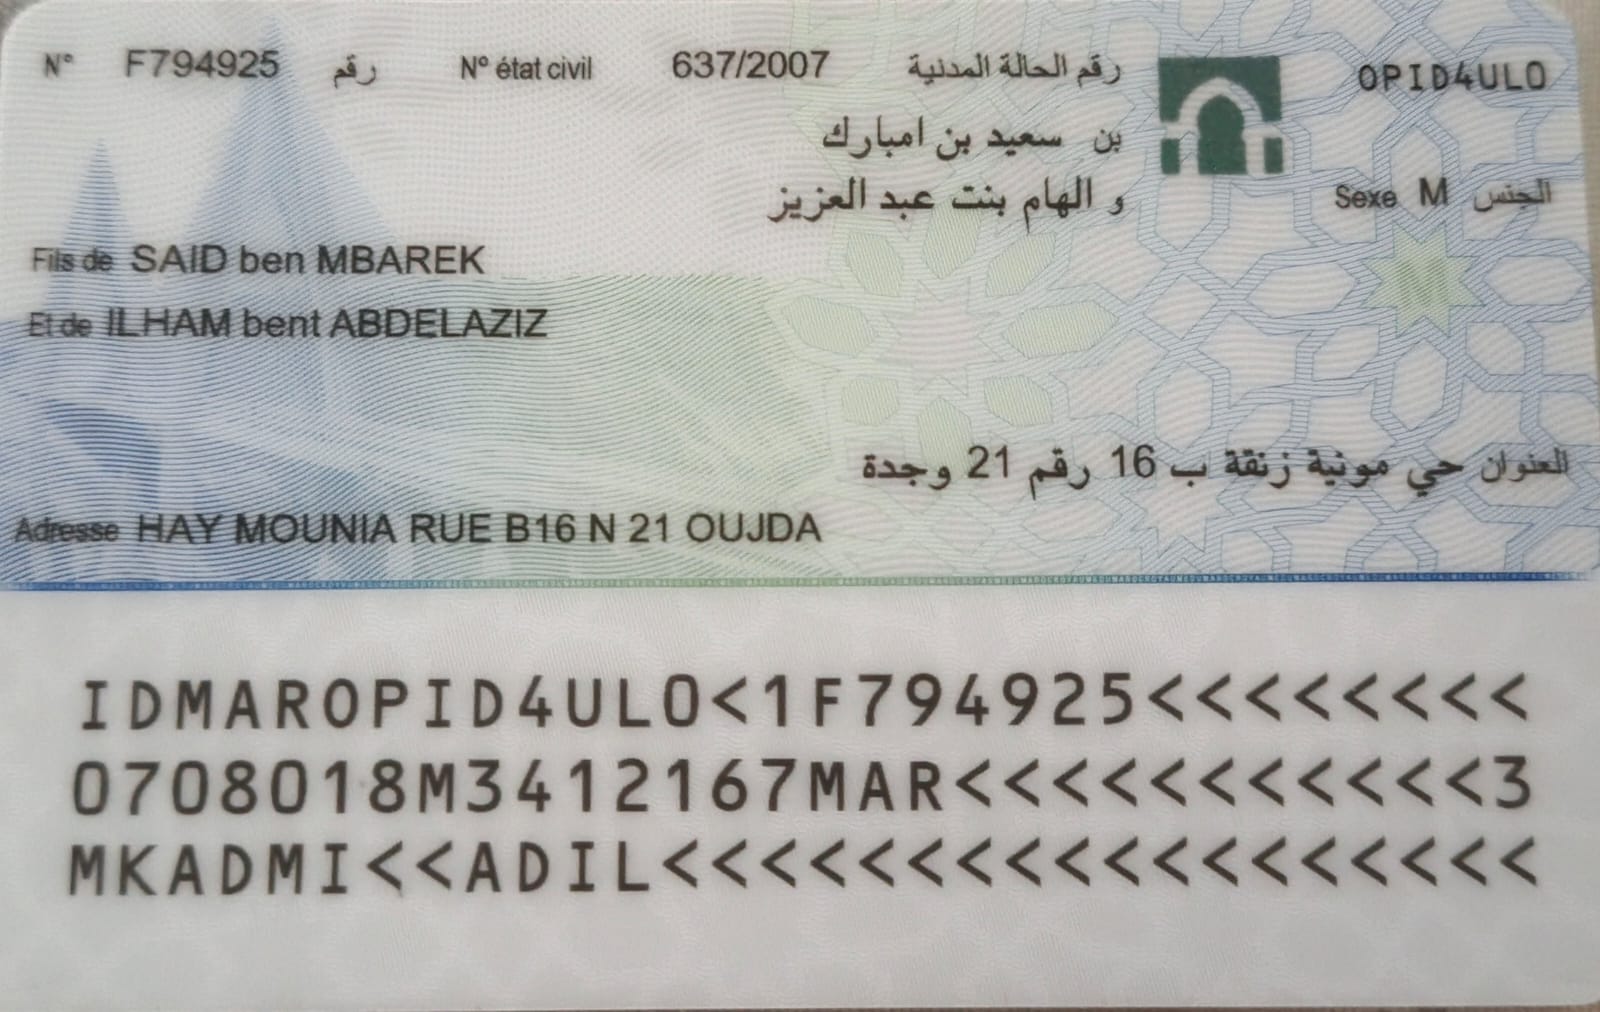 N° F794925 رقم N° état civil 637/2007 رقم الحالة المدنية OPID4ULO
بن سعيد بن امبارك
و الهام بنت عبد العزيز
Sexe M الجنس
Fils de SAID ben MBAREK
Et de ILHAM bent ABDELAZIZ
العنوان حي مونية زنقة ب 16 رقم 21 وجدة
Adresse HAY MOUNIA RUE B16 N 21 OUJDA
IDMAROPID4ULO<1F794925<<<<<<<<
0708018M3412167MAR<<<<<<<<<<<3
MKADMI<<ADIL<<<<<<<<<<<<<<<<<<